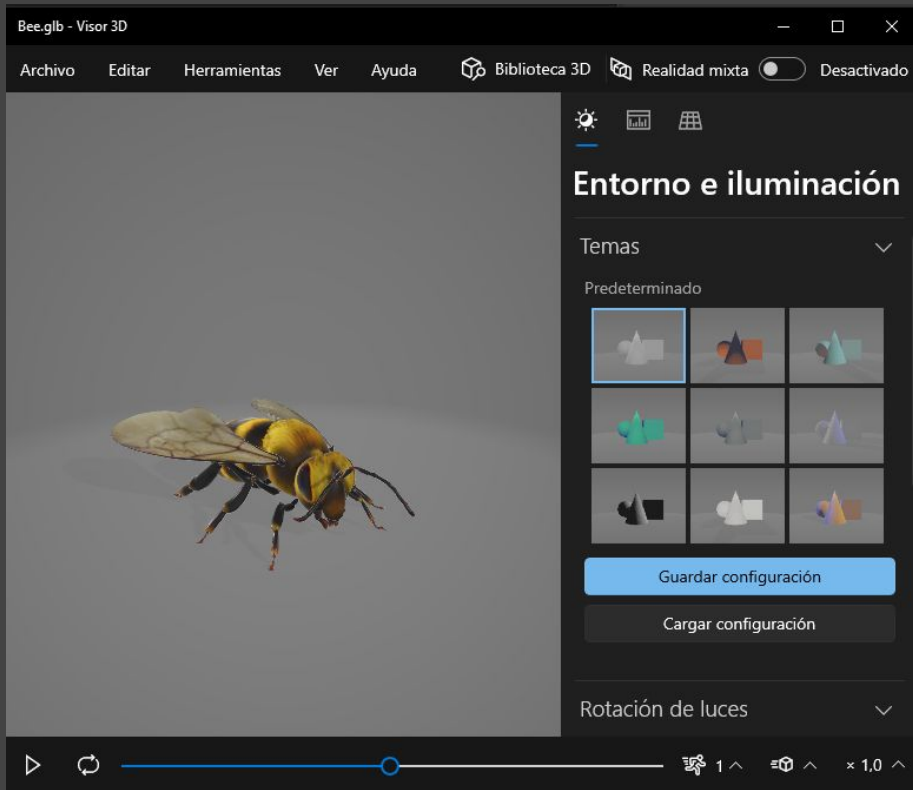 Bee.glb - Visor 3D
Archivo Editar Herramientas Ver Ayuda Biblioteca 3D Realidad mixta Desactivado
Entorno e iluminación
Temas
Predeterminado
Guardar configuración
Cargar configuración
Rotación de luces
1 × 1,0